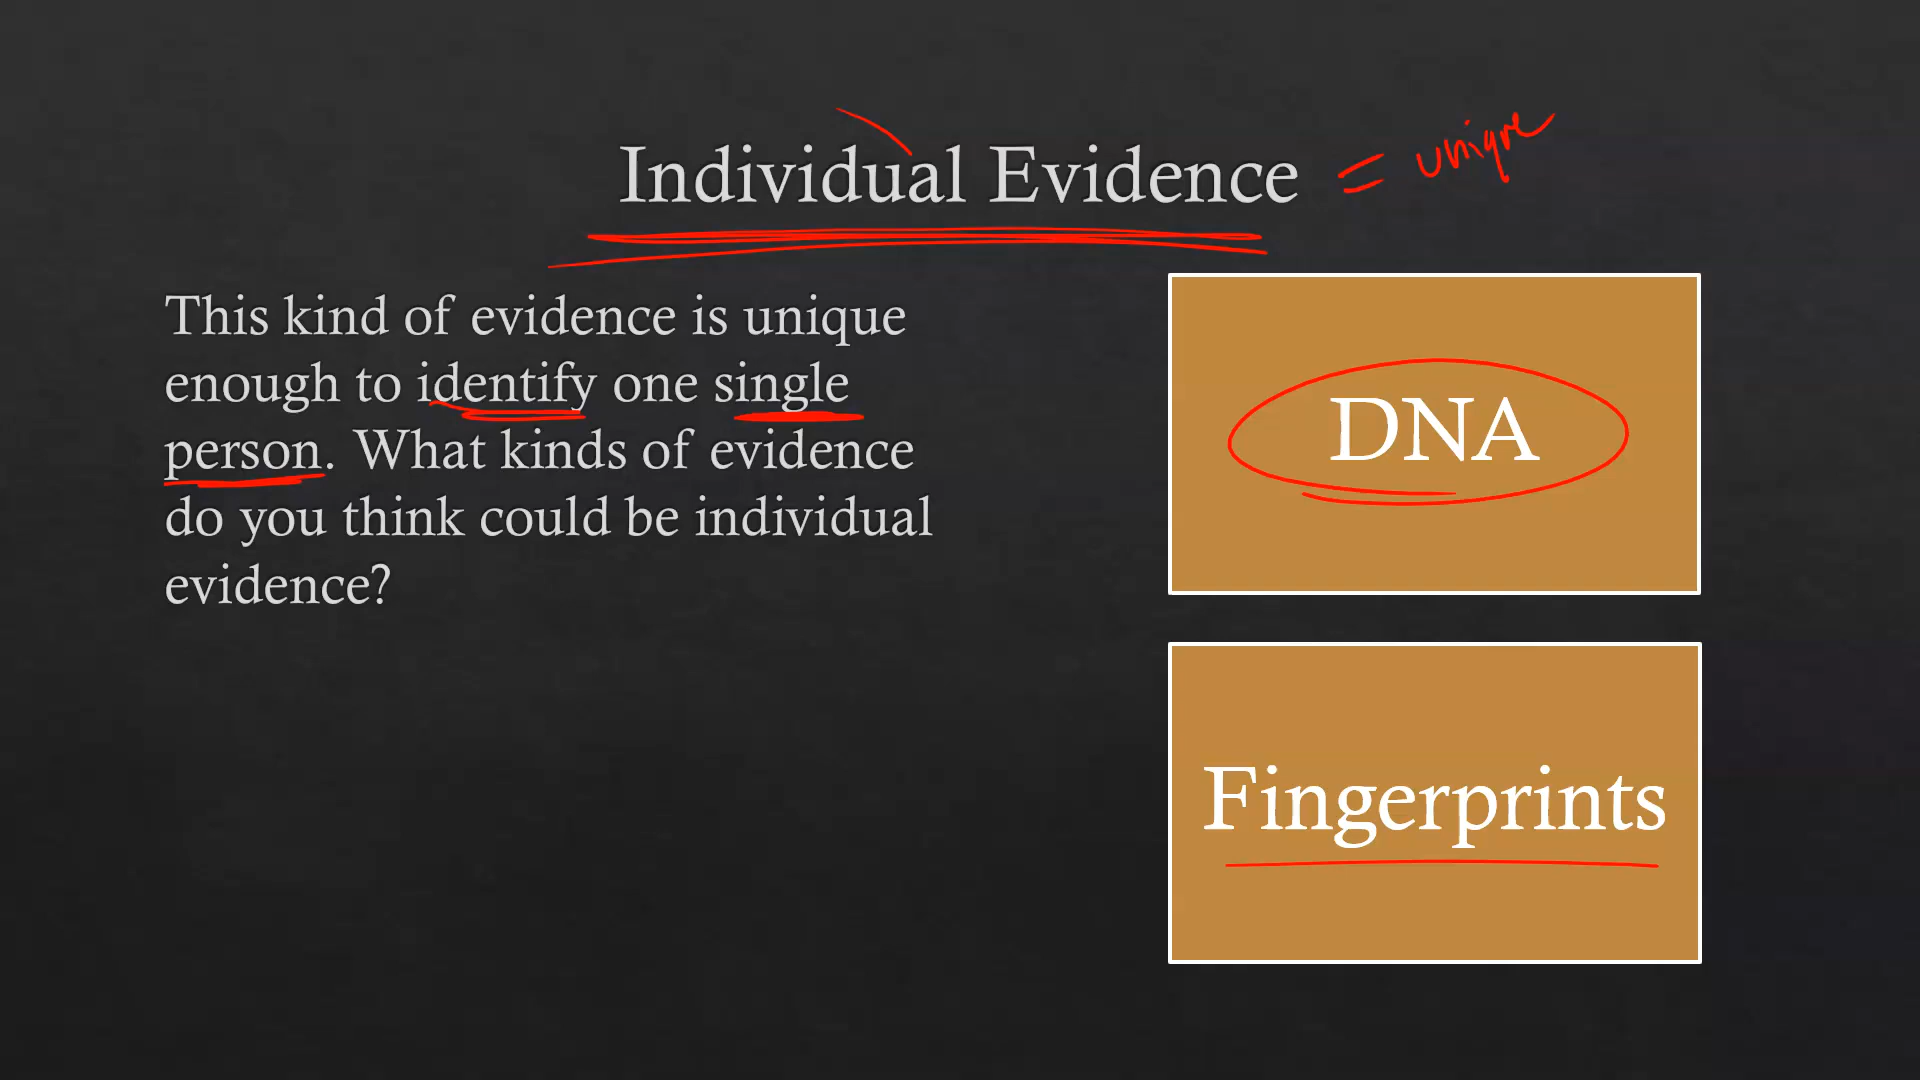 Individual Evidence = unique
This kind of evidence is unique
enough to identify one single
person. What kinds of evidence
do you think could be individual
evidence?
DNA
Fingerprints